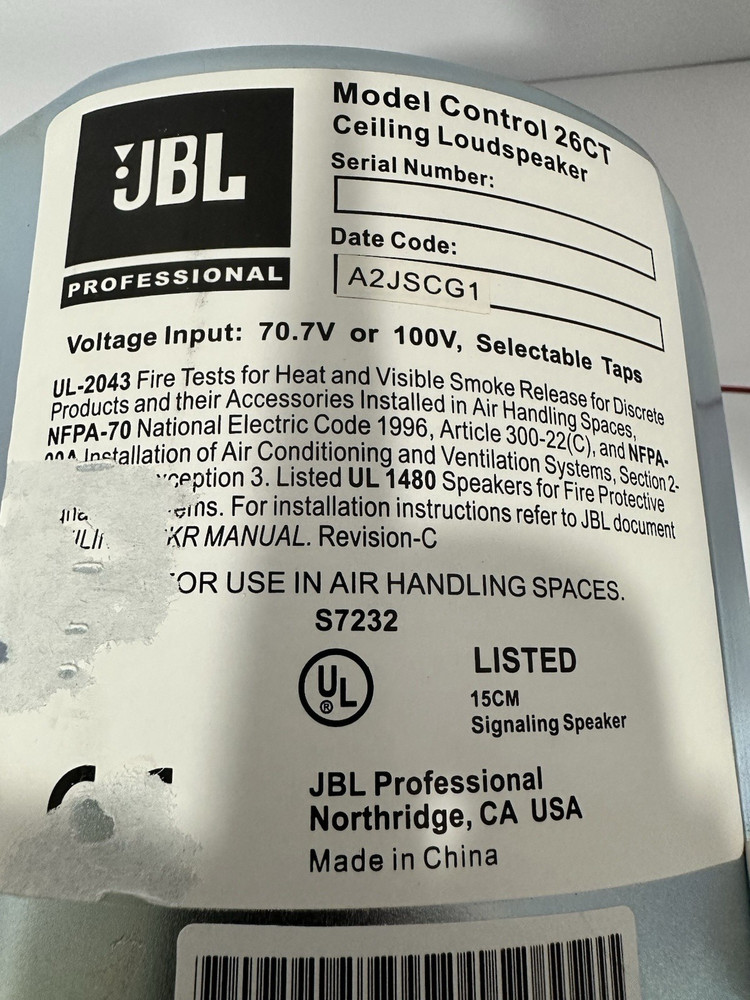 JBL
PROFESSIONAL
Model Control 26CT
Ceiling Loudspeaker
Serial Number:
Date Code:
A2JSCG1
Voltage Input: 70.7V or 100V, Selectable Taps
UL-2043 Fire Tests for Heat and Visible Smoke Release for Discrete
Products and their Accessories Installed in Air Handling Spaces,
NFPA-70 National Electric Code 1996, Article 300-22(C), and NFPA-
Installation of Air Conditioning and Ventilation Systems, Section 2-
ception 3. Listed UL 1480 Speakers for Fire Protective
ems. For installation instructions refer to JBL document
KR MANUAL. Revision-C
OR USE IN AIR HANDLING SPACES.
S7232
UL
®
LISTED
15CM
Signaling Speaker
JBL Professional
Northridge, CA USA
Made in China